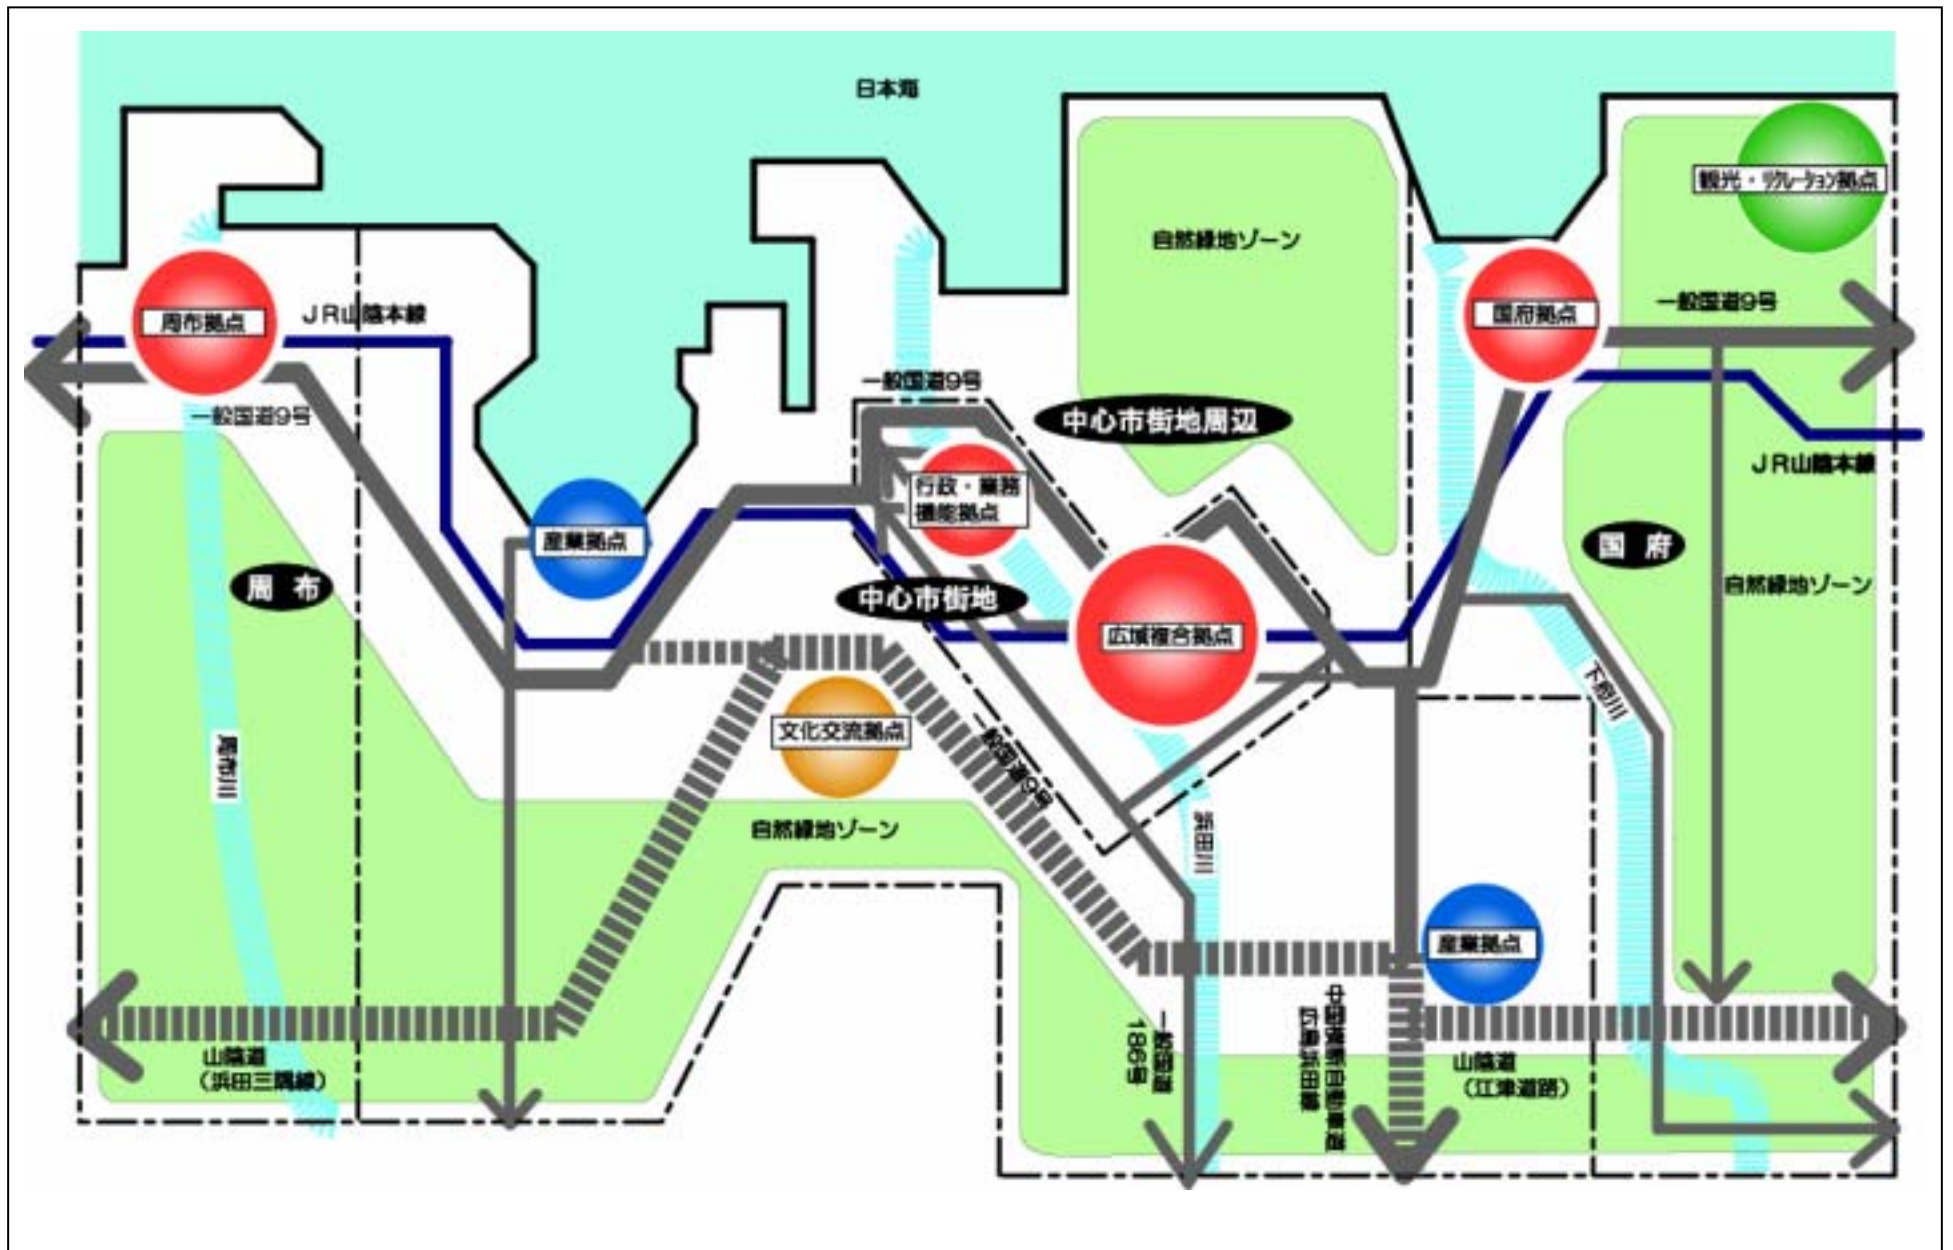 日本海
観光・リクレーション拠点
自然緑地ゾーン
周布拠点
JR山陰本線
国府拠点
一般国道9号
一般国道9号
一般国道9号
中心市街地周辺
JR山陰本線
行政・業務
機能拠点
産業拠点
国府
周布
中心市街地
自然緑地ゾーン
広域複合拠点
下府川
文化交流拠点
一般国道9号
周布川
自然緑地ゾーン
浜田川
産業拠点
山陰道
(浜田三隅線)
一般国道
186号
中国横断自動車道
広島浜田線
山陰道
(江津道路)